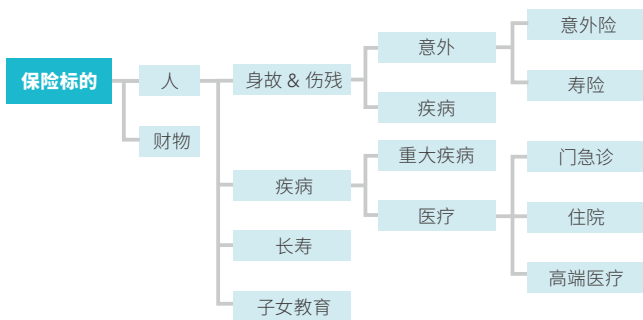 保险标的
人
财物
身故 & 伤残
疾病
长寿
子女教育
意外
疾病
重大疾病
医疗
意外险
寿险
门急诊
住院
高端医疗